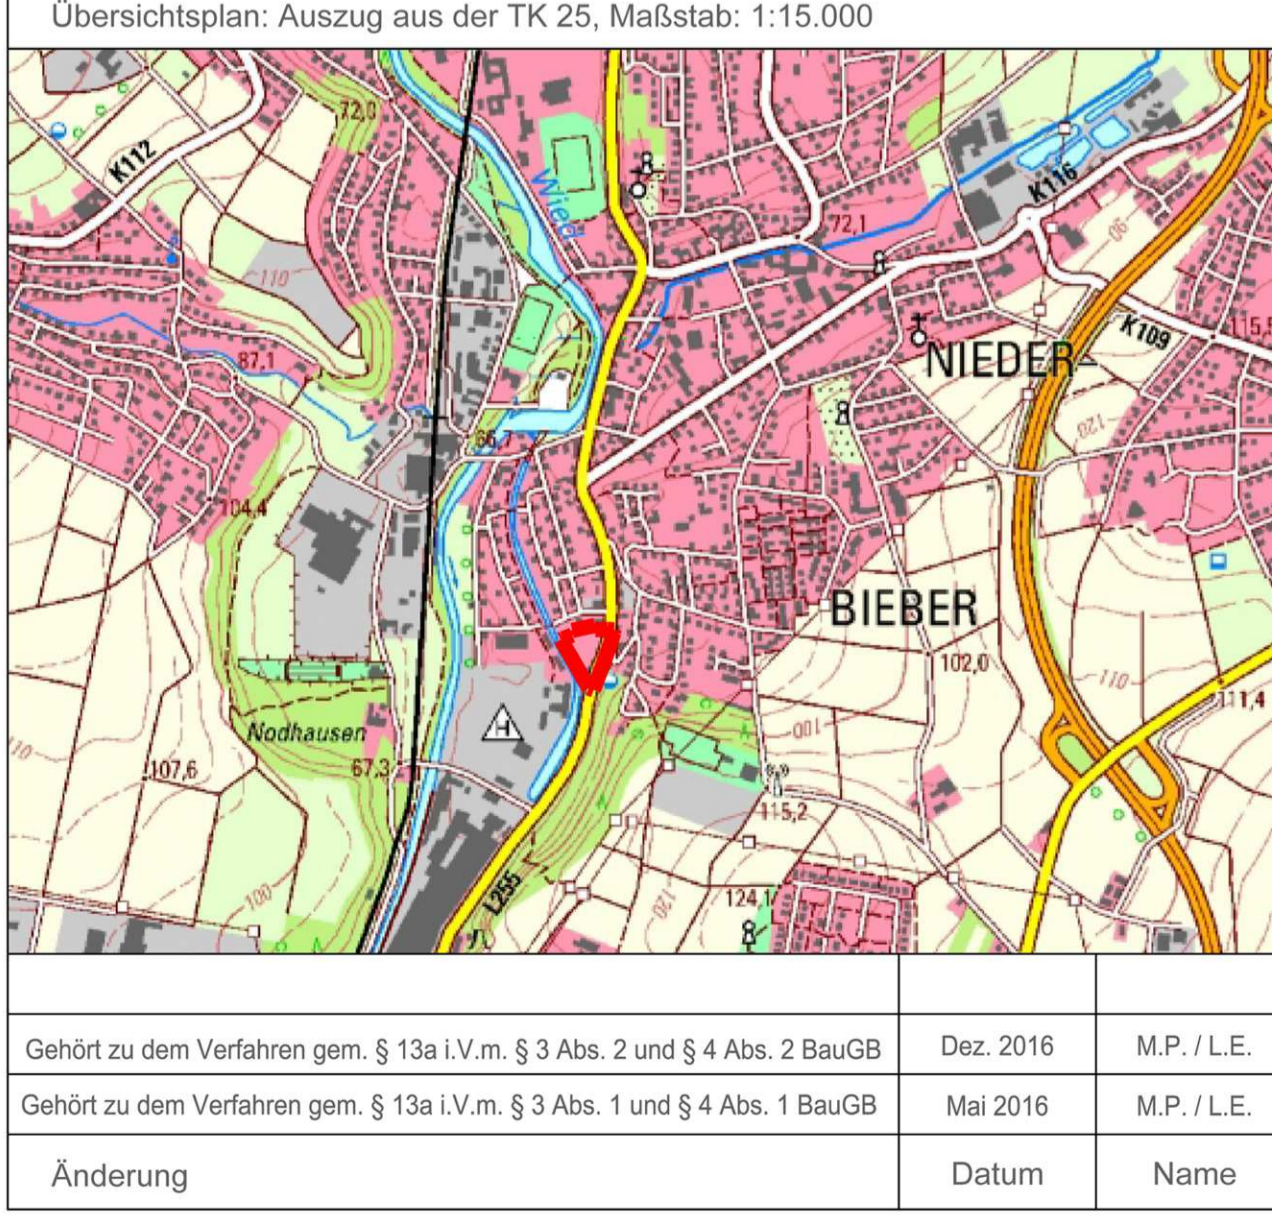 Übersichtsplan: Auszug aus der TK 25, Maßstab: 1:15.000
72,0
K112
Wied
K116
72,1
90
110
NIEDER-
K109
115,5
87,1
120
66,7
104,4
BIEBER
102,0
110
111,4
Nodhausen
H
100
110
107,6
67,3
115,2
L255
100
120
124,1
Gehört zu dem Verfahren gem. § 13a i.V.m. § 3 Abs. 2 und § 4 Abs. 2 BauGB Dez. 2016 M.P. / L.E.
Gehört zu dem Verfahren gem. § 13a i.V.m. § 3 Abs. 1 und § 4 Abs. 1 BauGB Mai 2016 M.P. / L.E.
Änderung Datum Name